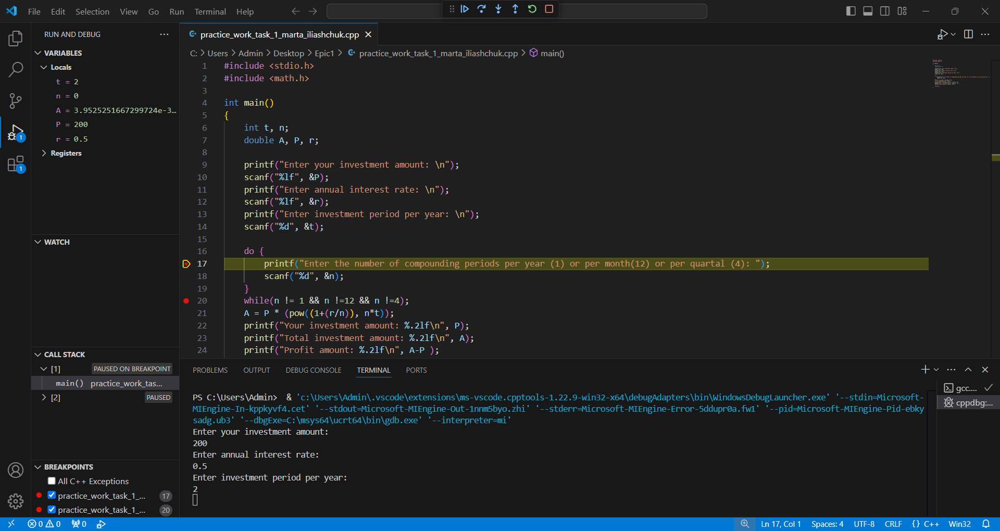 File Edit Selection View Go Run Terminal Help
RUN AND DEBUG
VARIABLES
Locals
t = 2
n = 0
A = 3.9525251667299724e-3...
P = 200
r = 0.5
Registers
WATCH
CALL STACK
[1] PAUSED ON BREAKPOINT
main() practice_work_tas...
[2] PAUSED
BREAKPOINTS
All C++ Exceptions
practice_work_task_1_... 17
practice_work_task_1_... 20
1
1
practice_work_task_1_marta_iliashchuk.cpp
C: > Users > Admin > Desktop > Epic1 > practice_work_task_1_marta_iliashchuk.cpp > main()
1 #include <stdio.h>
2 #include <math.h>
3
4 int main()
5 {
6 int t, n;
7 double A, P, r;
8
9 printf("Enter your investment amount: \n");
10 scanf("%lf", &P);
11 printf("Enter annual interest rate: \n");
12 scanf("%lf", &r);
13 printf("Enter investment period per year: \n");
14 scanf("%d", &t);
15
16 do {
17 printf("Enter the number of compounding periods per year (1) or per month(12) or per quartal (4): ");
18 scanf("%d", &n);
19 }
20 while(n != 1 && n !=12 && n !=4);
21 A = P * (pow((1+(r/n)), n*t));
22 printf("Your investment amount: %.2lf\n", P);
23 printf("Total investment amount: %.2lf\n", A);
24 printf("Profit amount: %.2lf\n", A-P );
PROBLEMS OUTPUT DEBUG CONSOLE TERMINAL PORTS
PS C:\Users\Admin> & 'c:\Users\Admin\.vscode\extensions\ms-vscode.cpptools-1.22.9-win32-x64\debugAdapters\bin\WindowsDebugLauncher.exe' '--stdin=Microsoft-
MIEngine-In-kppkyvf4.cet' '--stdout=Microsoft-MIEngine-Out-1nnm5byo.zhi' '--stderr=Microsoft-MIEngine-Error-5ddupr0a.fw1' '--pid=Microsoft-MIEngine-Pid-ebky
sadg.ub3' '--dbgExe=C:\msys64\ucrt64\bin\gdb.exe' '--interpreter=mi'
Enter your investment amount:
200
Enter annual interest rate:
0.5
Enter investment period per year:
2
gcc....
cppdbg:...
0 0 0
Ln 17, Col 1 Spaces: 4 UTF-8 CRLF {} C++ Win32